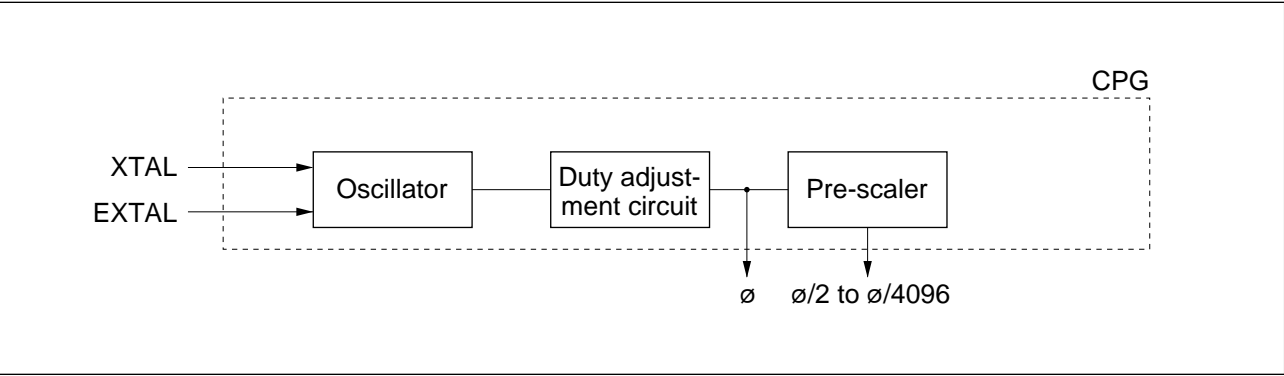 CPG
XTAL
EXTAL
Oscillator
Duty adjust-
ment circuit
Pre-scaler
ø
ø/2 to ø/4096